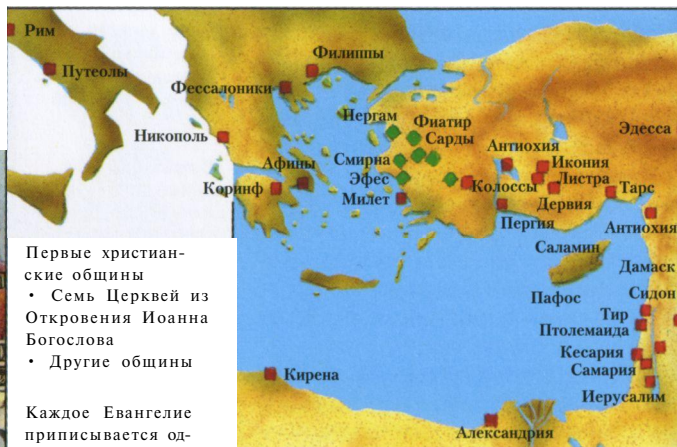 Рим
Путеолы
Филиппы
Фессалоники
Никополь
Афины
Коринф
Пергам
Фиатир
Сарды
Смирна
Эфес
Милет
Колоссы
Антиохия
Икония
Листра
Дервия
Пергия
Эдесса
Тарс
Антиохия
Саламин
Пафос
Дамаск
Сидон
Тир
Птолемаида
Кесария
Самария
Иерусалим
Кирена
Александрия
Первые христиан-
ские общины
• Семь Церквей из
Откровения Иоанна
Богослова
• Другие общины
Каждое Евангелие
приписывается од-